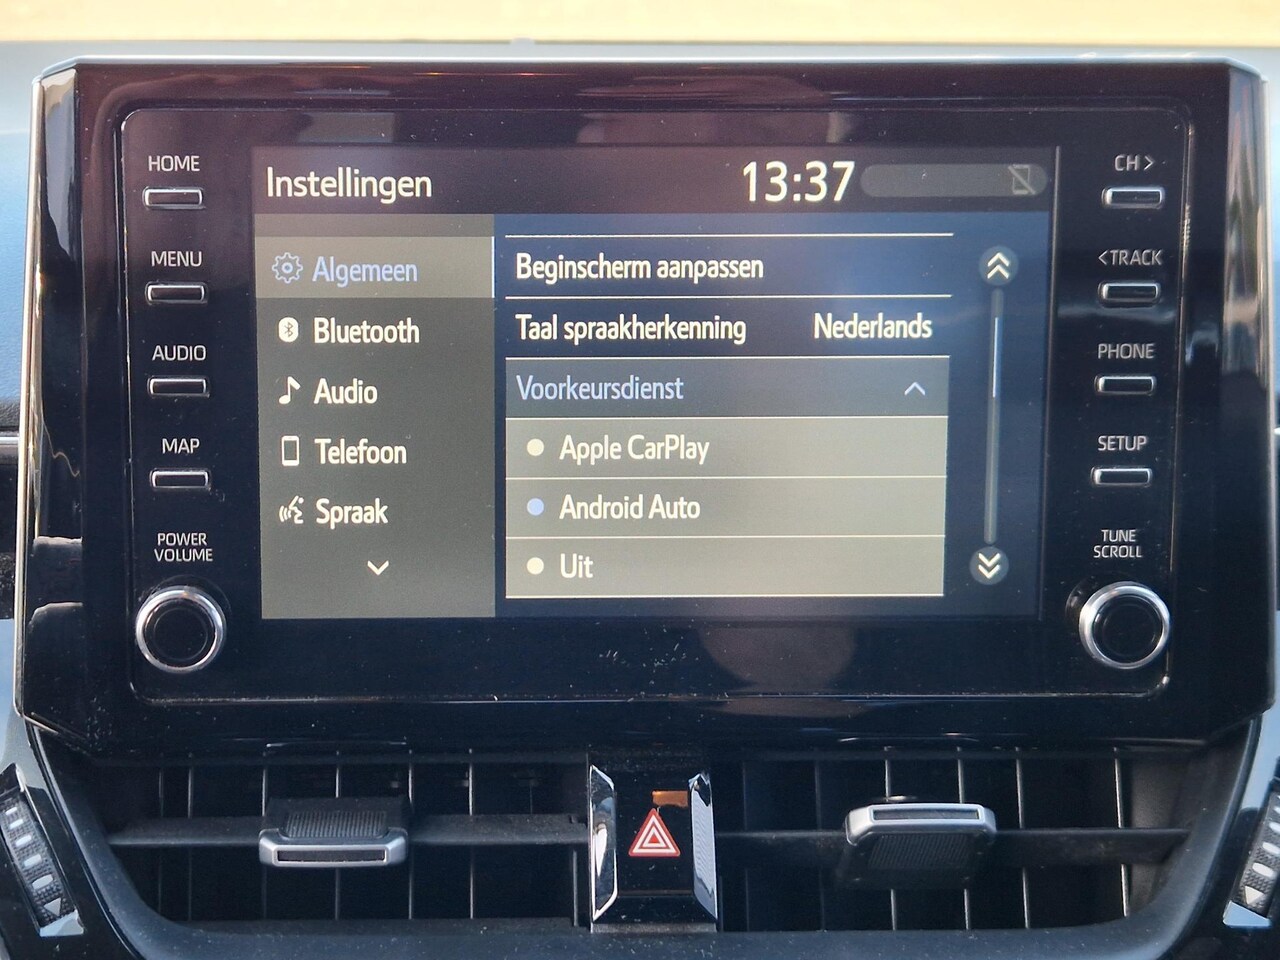 HOME
MENU
AUDIO
MAP
POWER
VOLUME
Instellingen
13:37
Algemeen
Bluetooth
Audio
Telefoon
Spraak
Beginscherm aanpassen
Taal spraakherkenning Nederlands
Voorkeursdienst
Apple CarPlay
Android Auto
Uit
CH >
<TRACK
PHONE
SETUP
TUNE
SCROLL